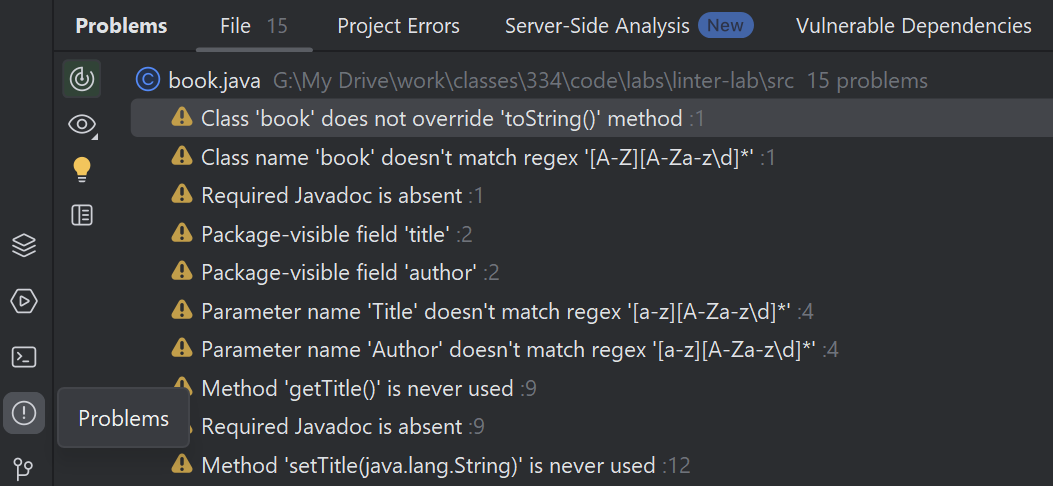 Problems File 15 Project Errors Server-Side Analysis New Vulnerable Dependencies
book.java G:\My Drive\work\classes\334\code\labs\linter-lab\src 15 problems
Class 'book' does not override 'toString()' method :1
Class name 'book' doesn't match regex '[A-Z][A-Za-z\d]*' :1
Required Javadoc is absent :1
Package-visible field 'title' :2
Package-visible field 'author' :2
Parameter name 'Title' doesn't match regex '[a-z][A-Za-z\d]*' :4
Parameter name 'Author' doesn't match regex '[a-z][A-Za-z\d]*' :4
Method 'getTitle()' is never used :9
Problems
Required Javadoc is absent :9
Method 'setTitle(java.lang.String)' is never used :12